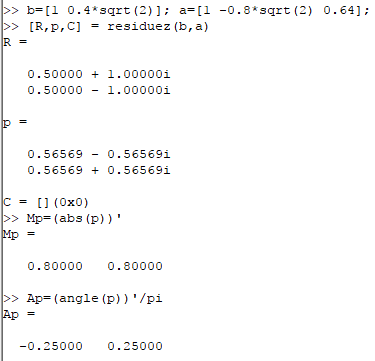 >> b=[1 0.4*sqrt(2)]; a=[1 -0.8*sqrt(2) 0.64];
>> [R,p,C] = residuez(b,a)
R =
0.50000 + 1.00000i
0.50000 - 1.00000i
p =
0.56569 - 0.56569i
0.56569 + 0.56569i
C = [](0x0)
>> Mp=(abs(p))'
Mp =
0.80000 0.80000
>> Ap=(angle(p))'/pi
Ap =
-0.25000 0.25000